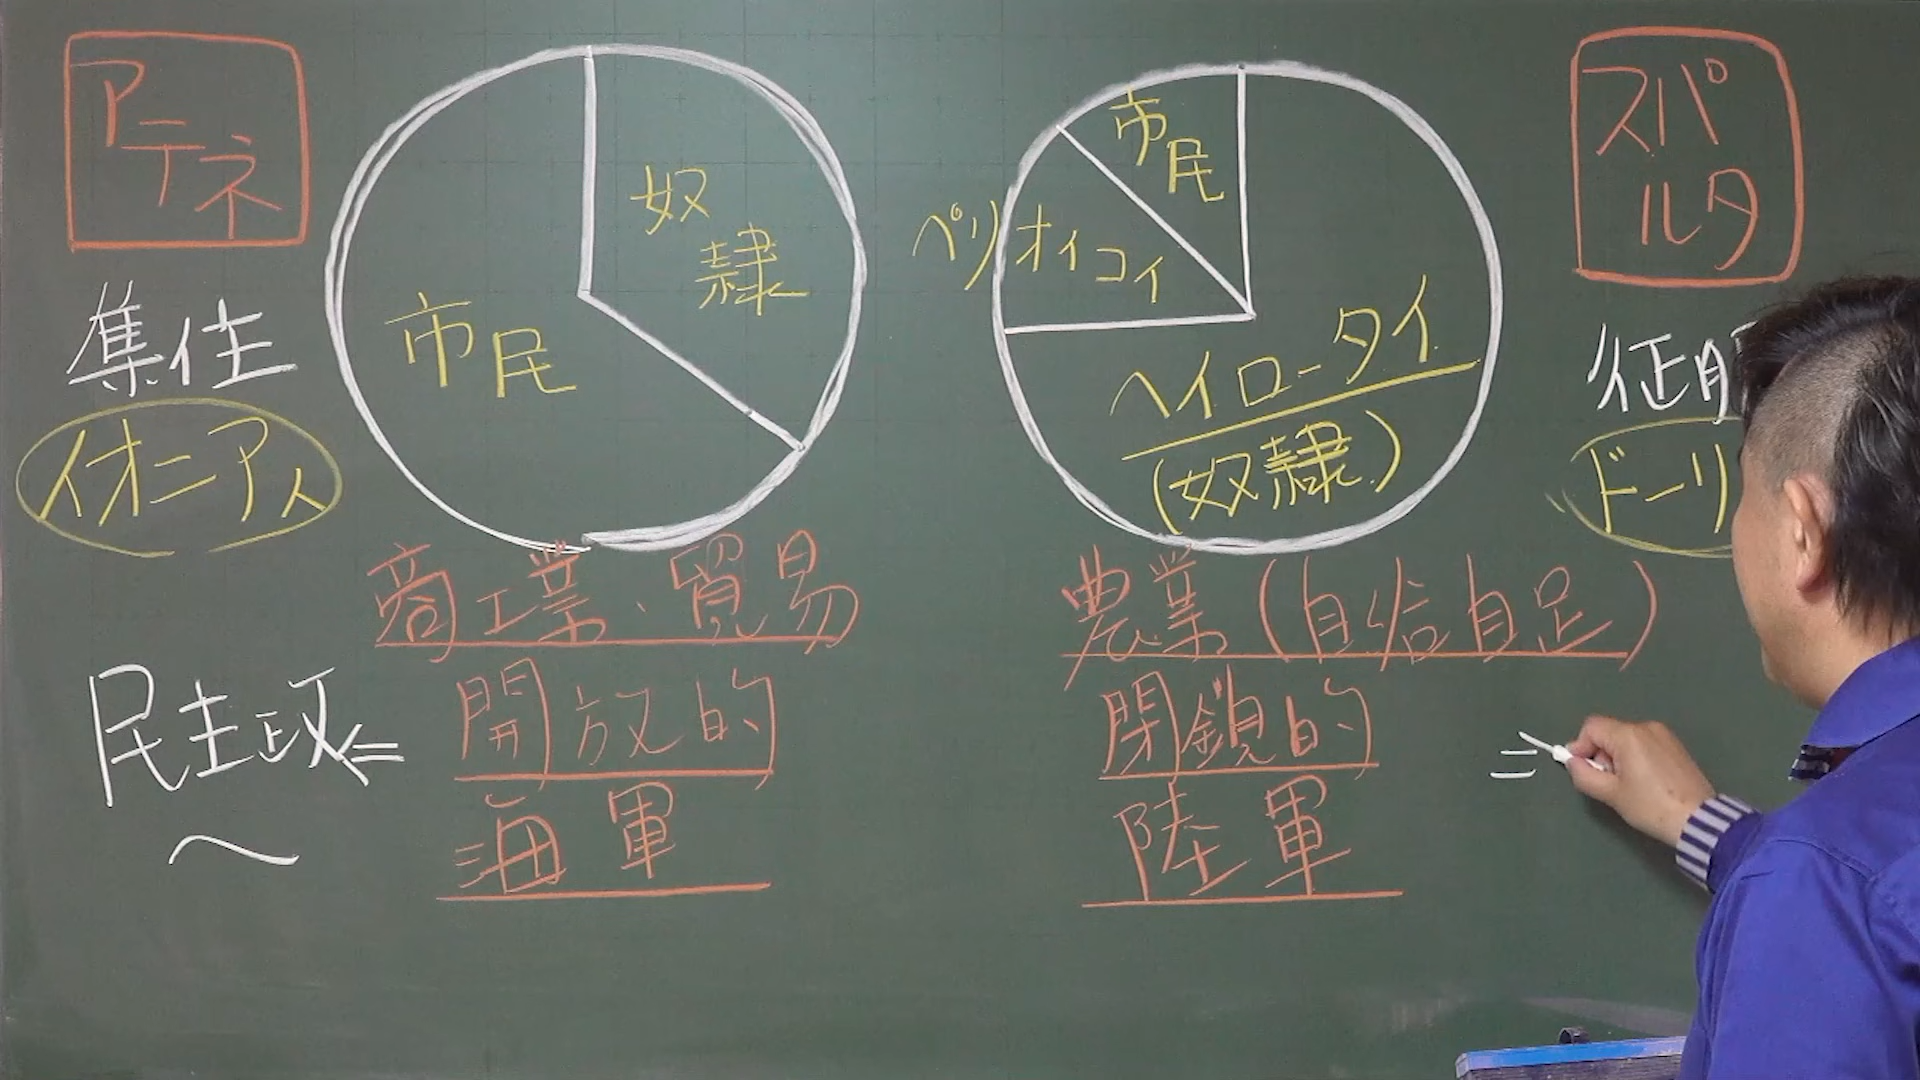 アテネ
集住
イオニア人
奴隷
市民
商工業、貿易
開放的
海軍
民主政
⇐
〜
スパルタ
市民
ペリオイコイ
ヘイロータイ
(奴隷)
征
ドーリ
農業(自給自足)
閉鎖的
陸軍
=